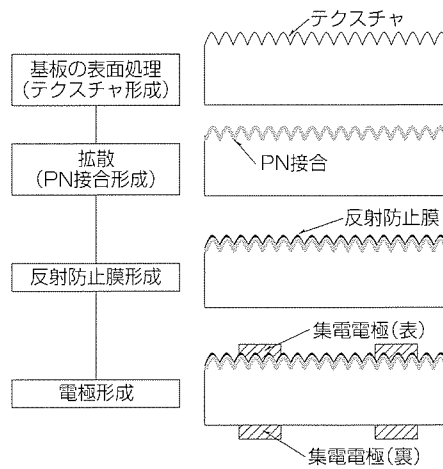 テクスチャ
基板の表面処理
(テクスチャ形成)
拡散
(PN接合形成)
PN接合
反射防止膜
反射防止膜形成
集電電極(表)
電極形成
集電電極(裏)